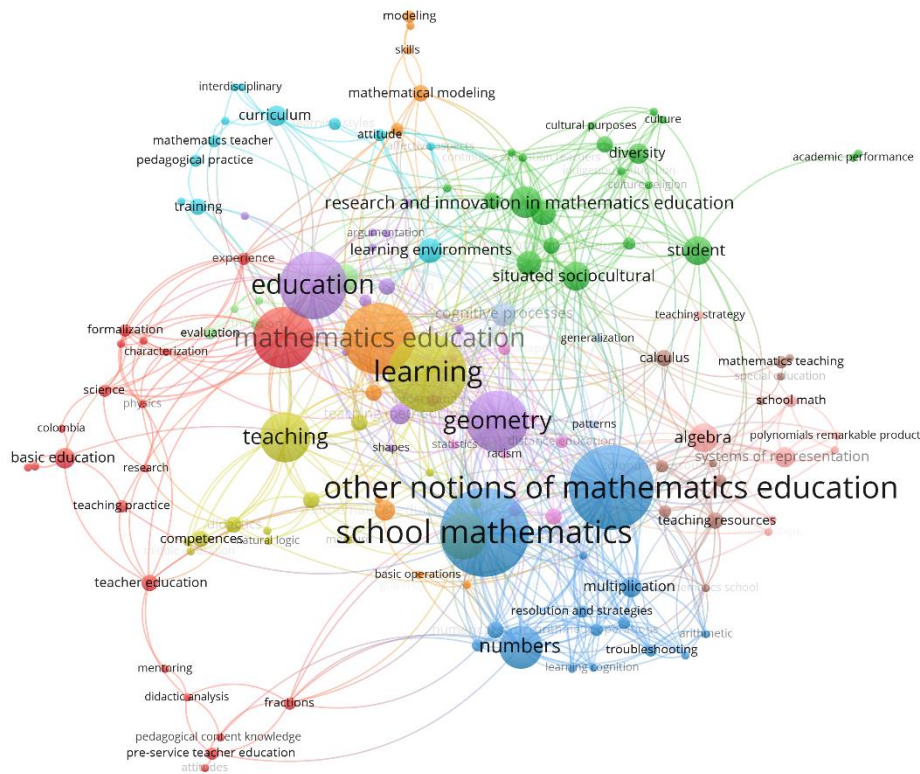 modeling
skills
interdisciplinary
mathematical modeling
curriculum
culture
cultural purposes
attitude
mathematics teacher
diversity
academic performance
pedagogical practice
research and innovation in mathematics education
training
argumentation
learning environments
student
experience
situated sociocultural
education
cognitive processes
teaching strategy
formalization
evaluation
mathematics education
generalization
characterization
calculus
mathematics teaching
learning
special education
science
school math
physics
geometry
colombia
teaching
patterns
algebra
polynomials remarkable product
shapes
statistics
distance education
racism
basic education
systems of representation
research
other notions of mathematics education
teaching practice
teaching resources
school mathematics
competences
natural logic
basic operations
teacher education
multiplication
resolution and strategies
arithmetic
numbers
troubleshooting
learning cognition
mentoring
didactic analysis
fractions
pedagogical content knowledge
pre-service teacher education
attitudes